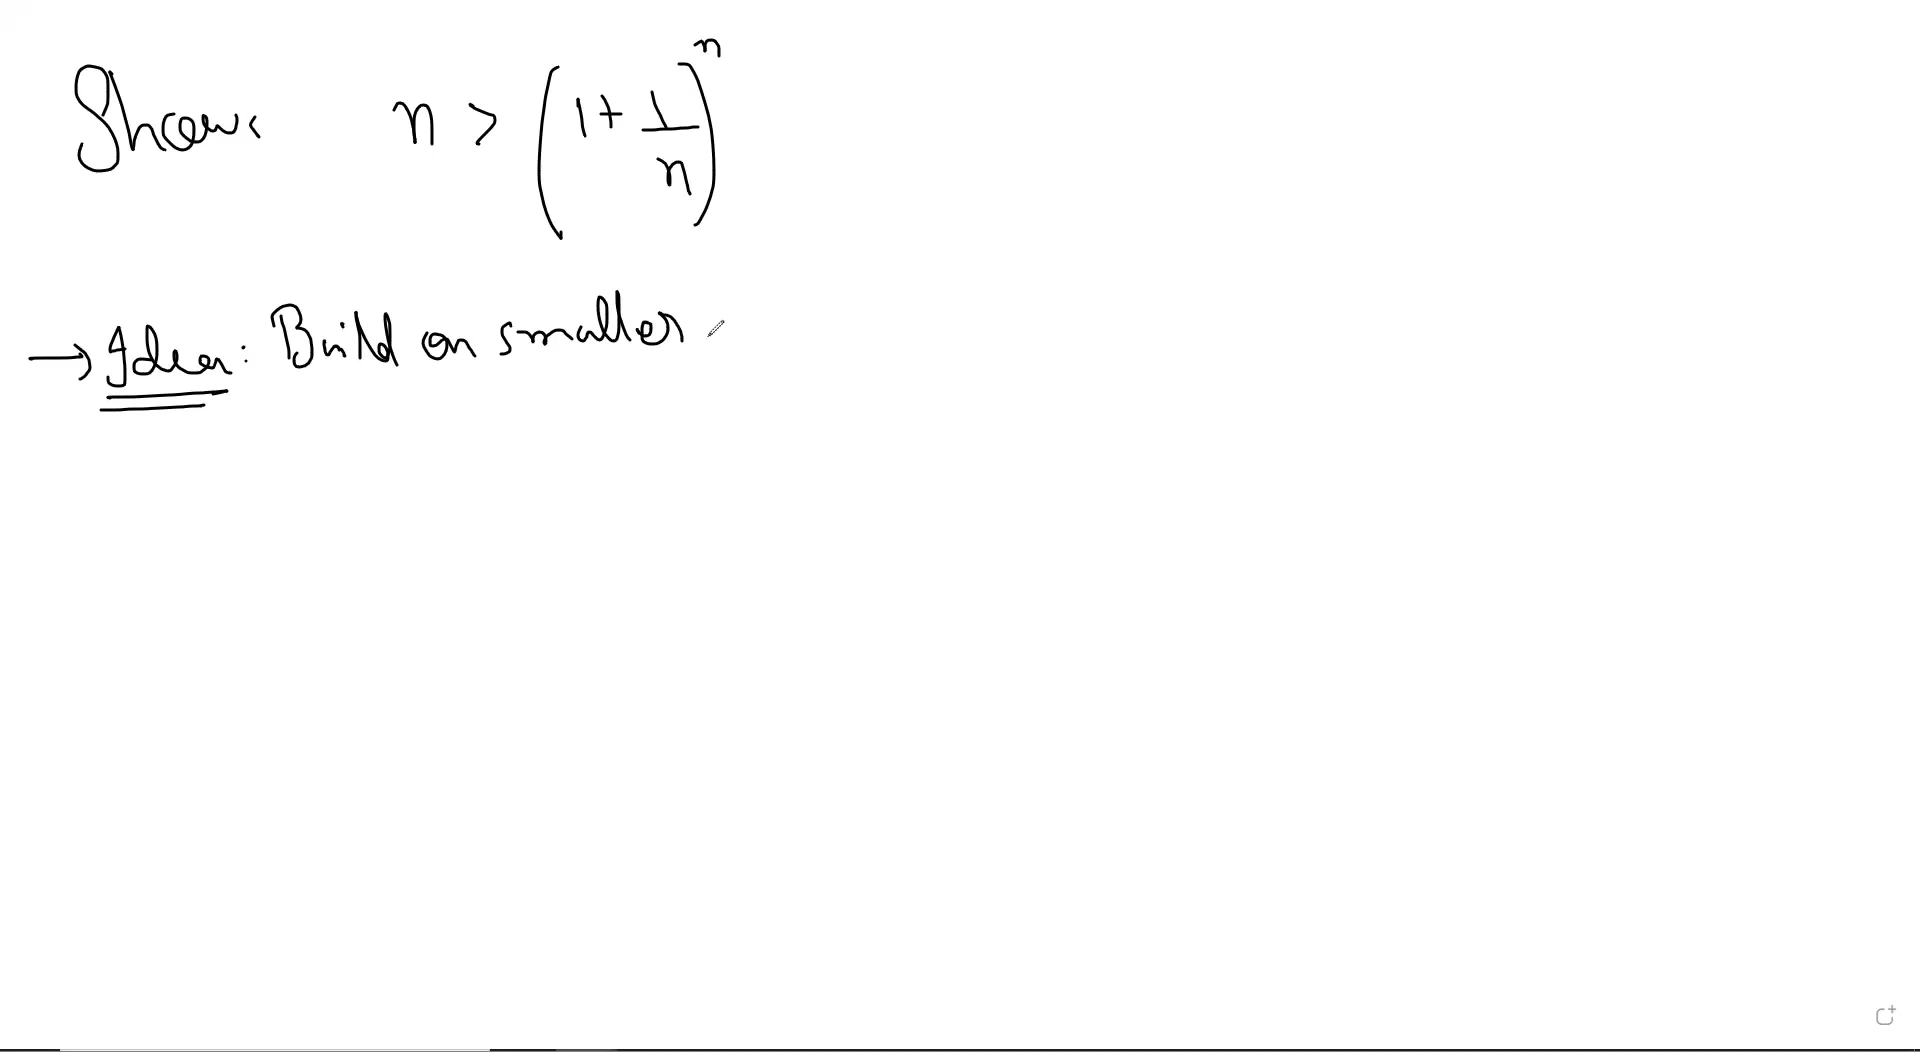 Show n > (1 + 1/n)^n
→ Idea: Build on smaller